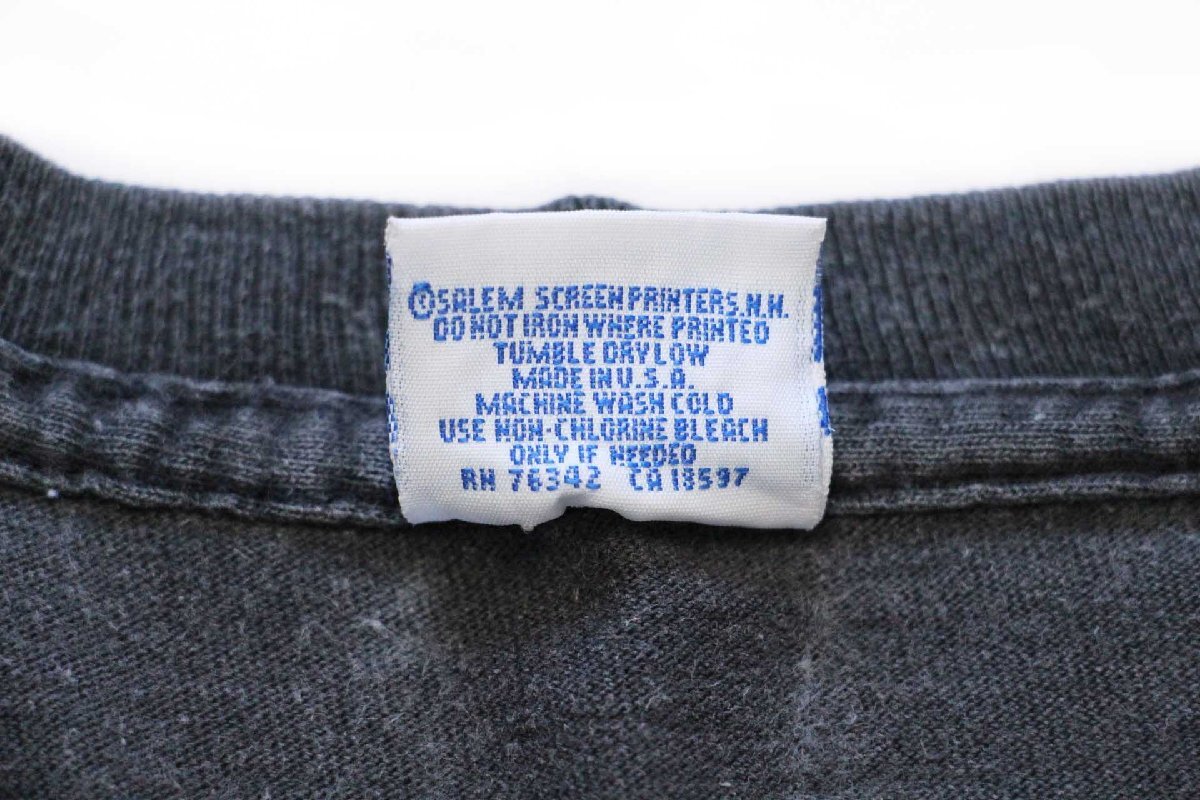 ©SALEM SCREEN PRINTERS, N.H.
DO NOT IRON WHERE PRINTED
TUMBLE DRY LOW
MADE IN U.S.A.
MACHINE WASH COLD
USE NON-CHLORINE BLEACH
ONLY IF NEEDED
RN 76342 CA 18597